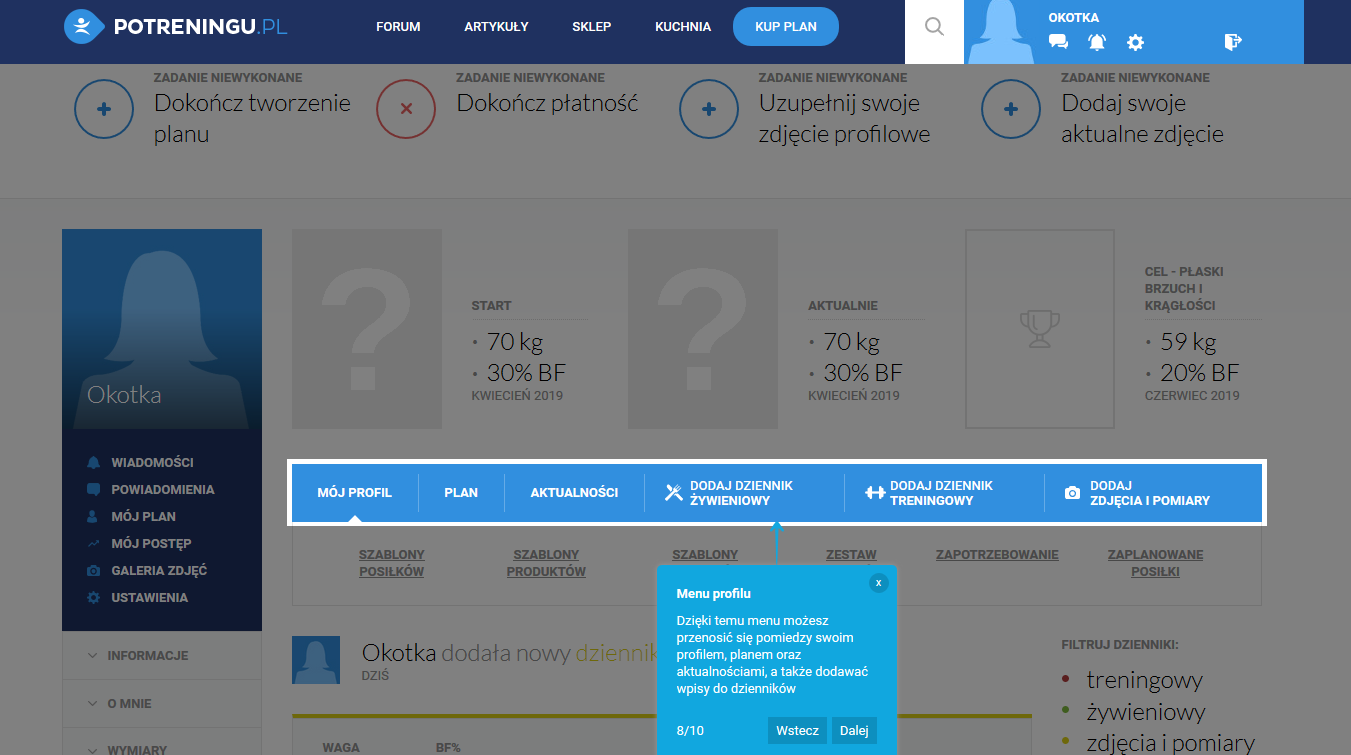 POTRENINGU.PL
FORUM
ARTYKUŁY
SKLEP
KUCHNIA
KUP PLAN
OKOTKA
ZADANIE NIEWYKONANE
Dokończ tworzenie
planu
ZADANIE NIEWYKONANE
Dokończ płatność
ZADANIE NIEWYKONANE
Uzupełnij swoje
zdjęcie profilowe
ZADANIE NIEWYKONANE
Dodaj swoje
aktualne zdjęcie
Okotka
WIADOMOŚCI
POWIADOMIENIA
MÓJ PLAN
MÓJ POSTĘP
GALERIA ZDJĘĆ
USTAWIENIA
INFORMACJE
O MNIE
WYMIARY
?
START
• 70 kg
• 30% BF
KWIECIEŃ 2019
?
AKTUALNIE
• 70 kg
• 30% BF
KWIECIEŃ 2019
CEL - PŁASKI
BRZUCH I
KRĄGŁOŚCI
• 59 kg
• 20% BF
CZERWIEC 2019
MÓJ PROFIL
PLAN
AKTUALNOŚCI
DODAJ DZIENNIK
ŻYWIENIOWY
DODAJ DZIENNIK
TRENINGOWY
DODAJ
ZDJĘCIA I POMIARY
SZABLONY
POSIŁKÓW
SZABLONY
PRODUKTÓW
SZABLONY
ZESTAW
ZAPOTRZEBOWANIE
ZAPLANOWANE
POSIŁKI
x
Menu profilu
Dzięki temu menu możesz
przenosić się pomiedzy swoim
profilem, planem oraz
aktualnościami, a także dodawać
wpisy do dzienników
8/10
Wstecz
Dalej
Okotka dodała nowy dziennik
DZIŚ
WAGA
BF%
FILTRUJ DZIENNIKI:
• treningowy
• żywieniowy
• zdjęcia i pomiary